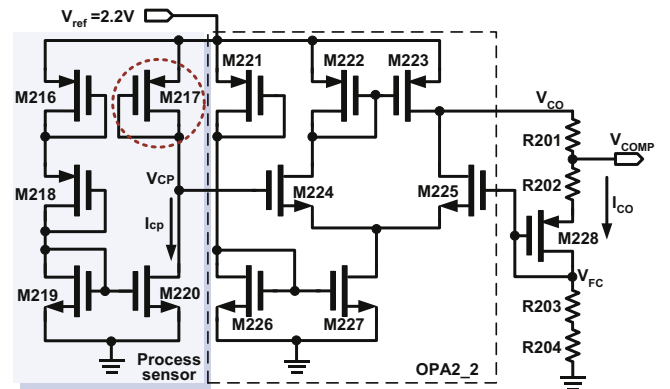 Vref=2.2V
M221
M222
M223
M216
M217
VCO
R201
VCOMP
R202
M218
VCP
M224
M225
ICO
Icp
M228
VFC
M219
M220
M226
M227
R203
R204
Process
sensor
OPA2_2